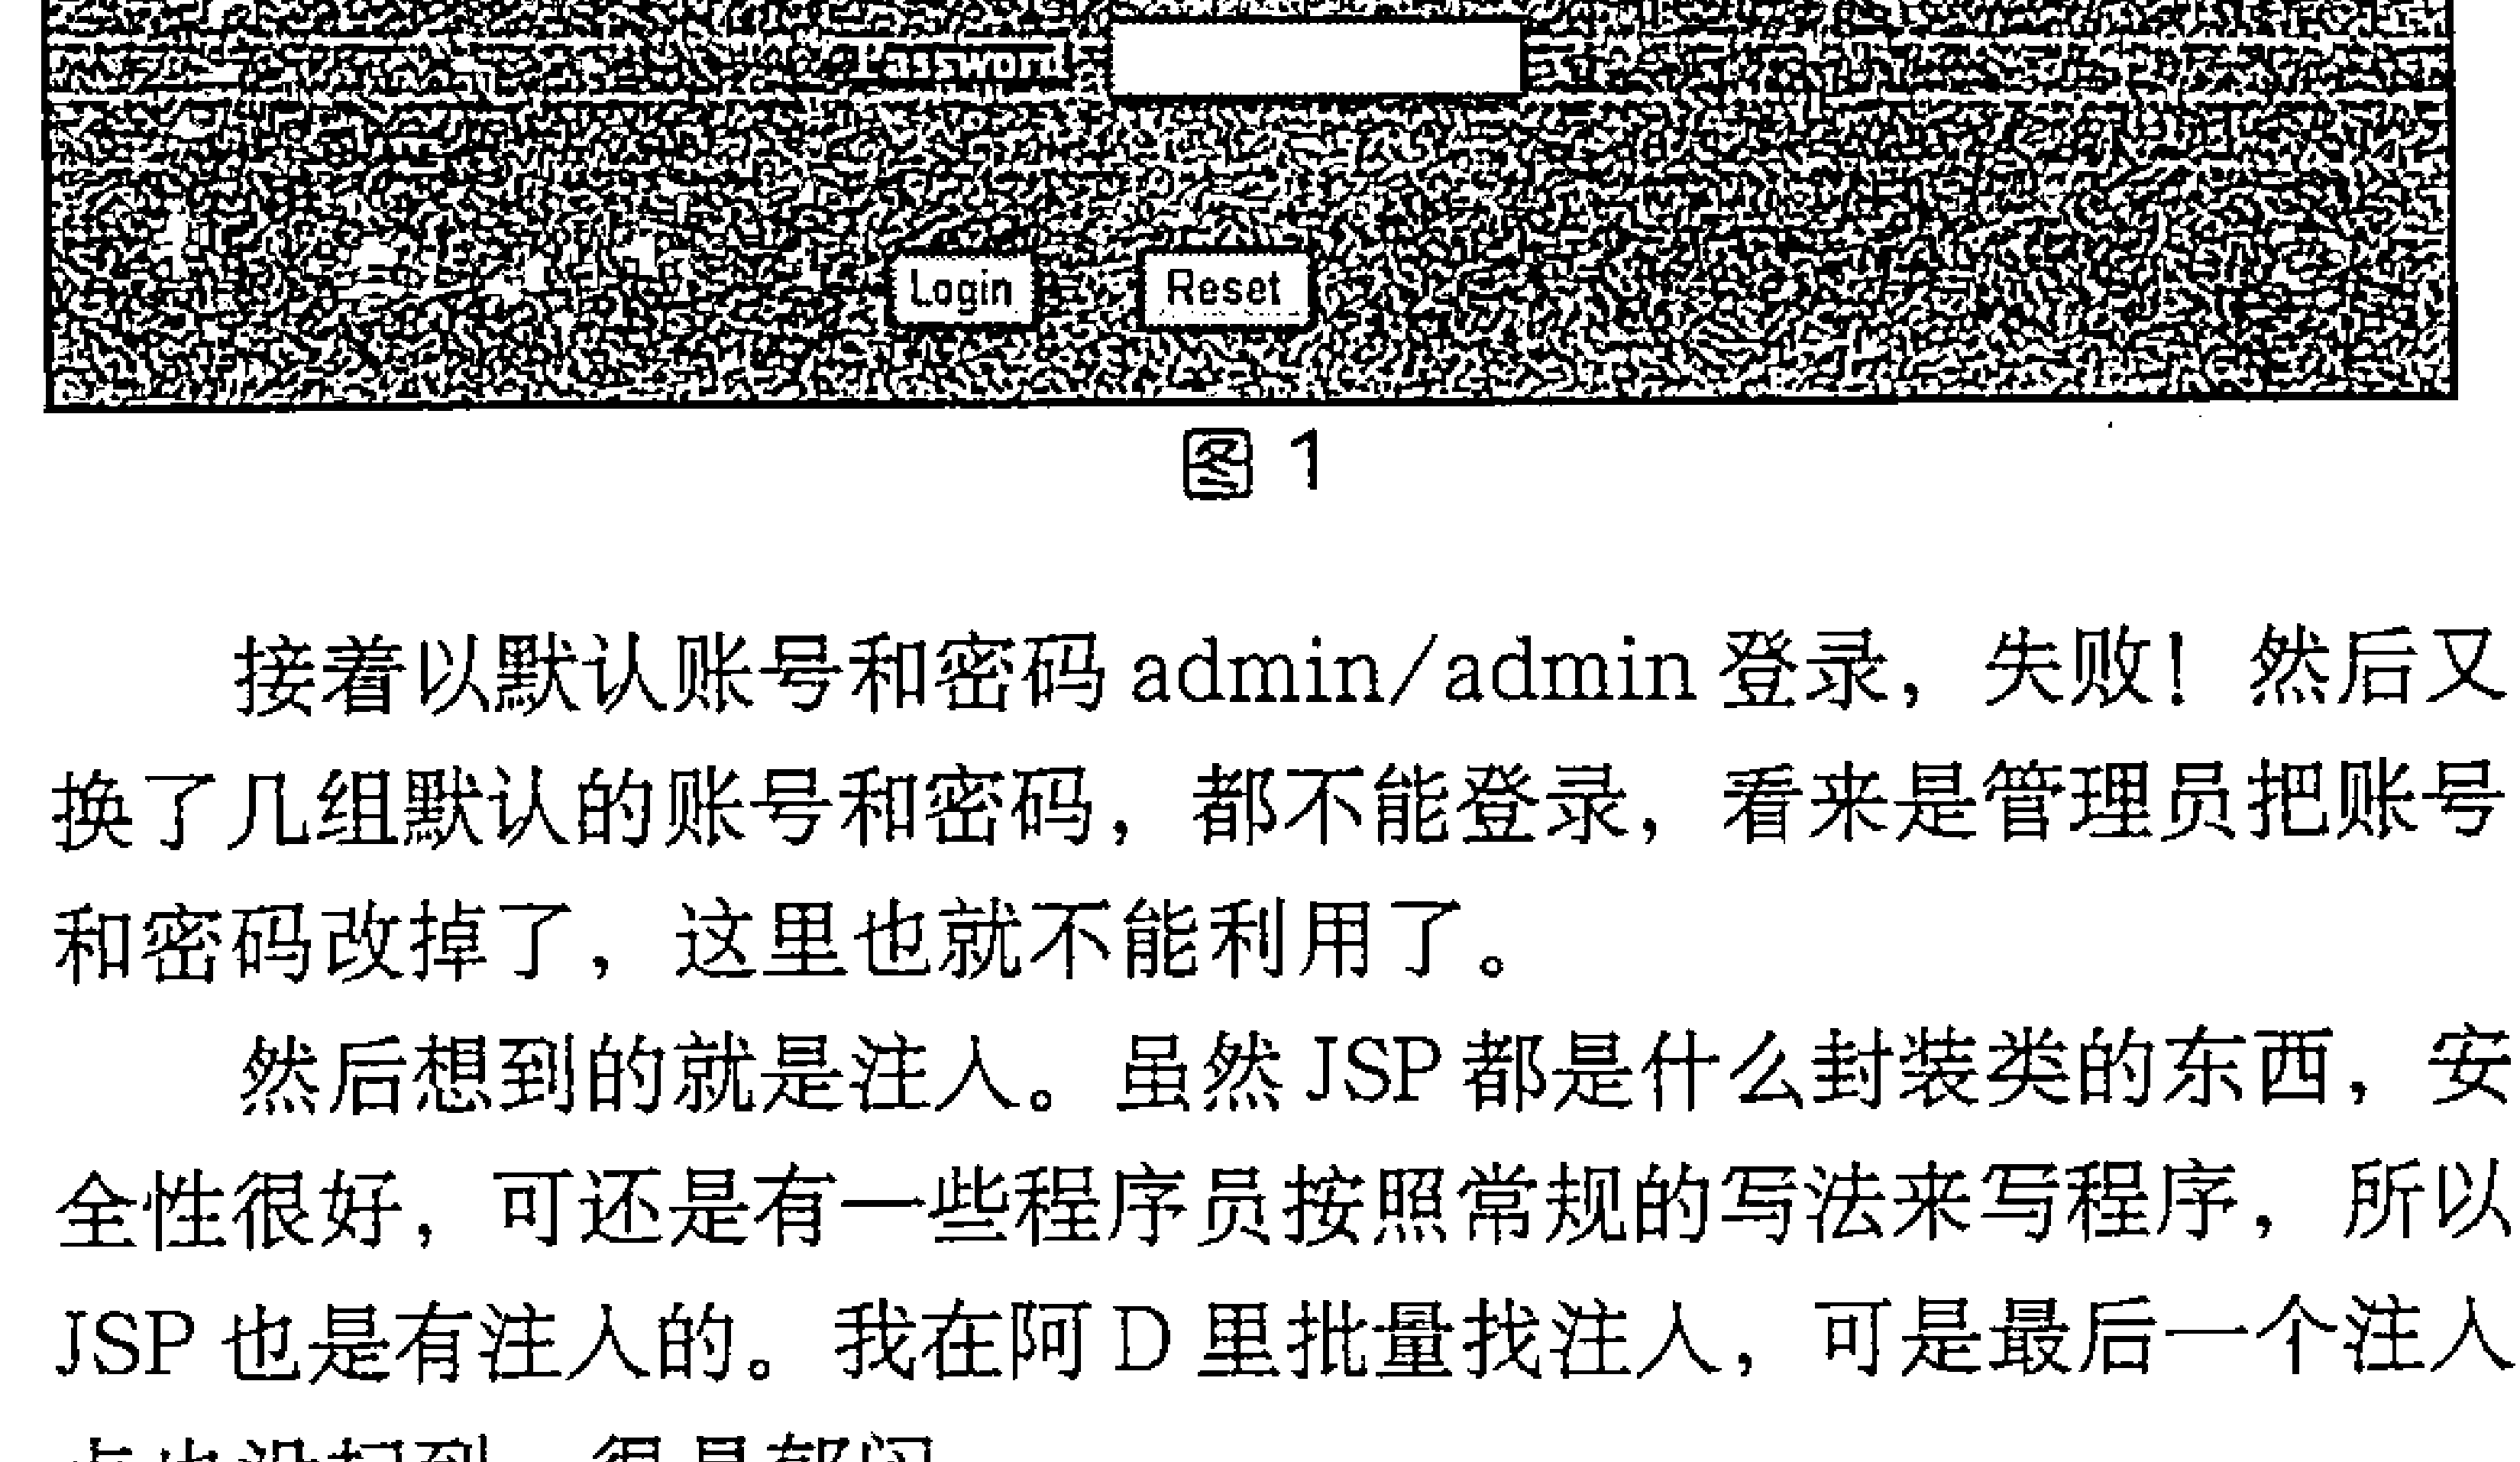 Password
Login Reset
图 1
接着以默认账号和密码 admin/admin 登录，失败！然后又
换了几组默认的账号和密码，都不能登录，看来是管理员把账号
和密码改掉了，这里也就不能利用了。
然后想到的就是注入。虽然 JSP 都是什么封装类的东西，安
全性很好，可还是有一些程序员按照常规的写法来写程序，所以
JSP 也是有注入的。我在阿 D 里批量找注入，可是最后一个注入